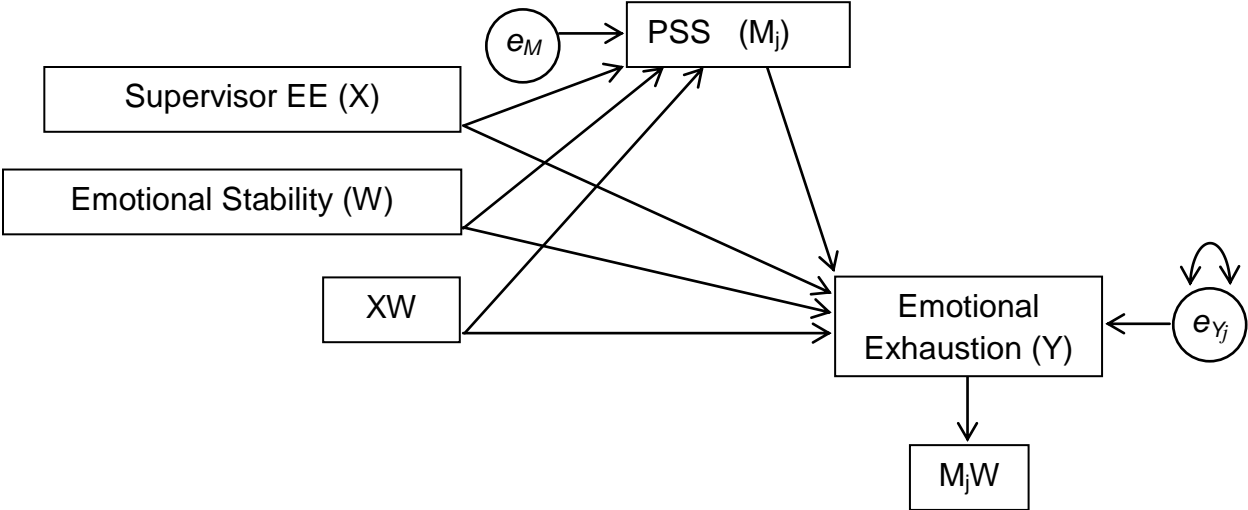 PSS (Mj)
eM
Supervisor EE (X)
Emotional Stability (W)
XW
Emotional
Exhaustion (Y)
eYj
MjW